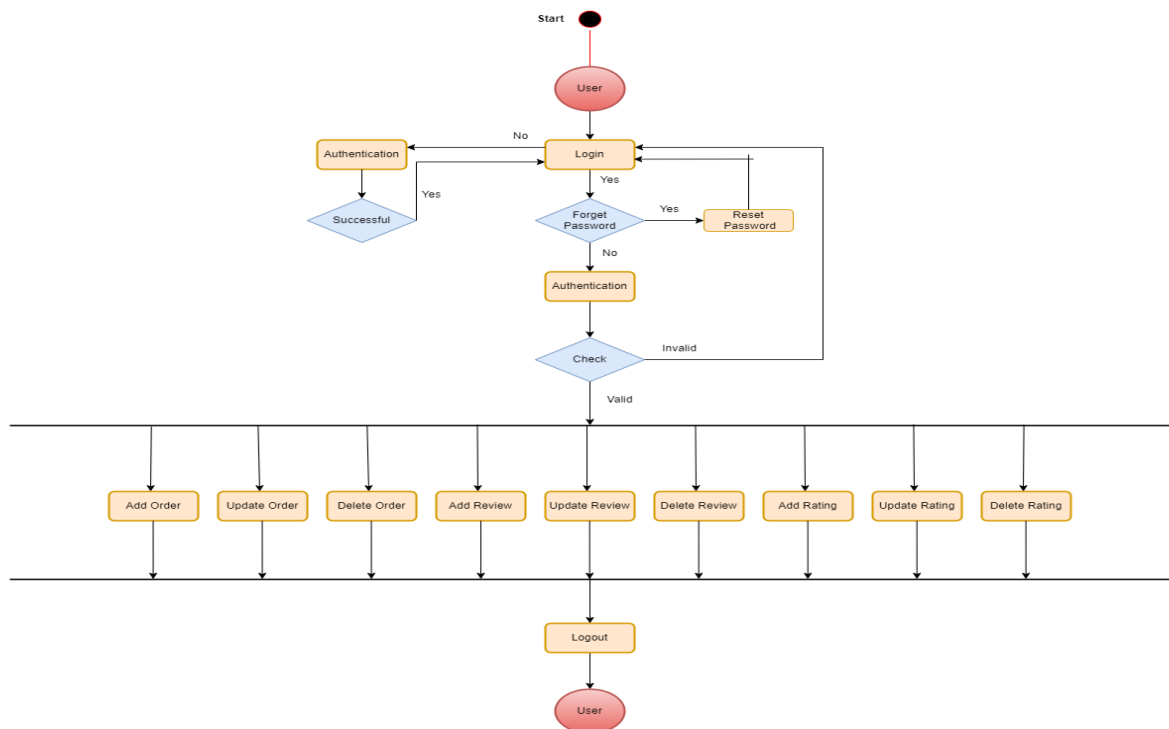 Start
User
No
Authentication
Login
Yes
Yes
Successful
Forget
Password
Yes
Reset
Password
No
Authentication
Check
Invalid
Valid
Add Order
Update Order
Delete Order
Add Review
Update Review
Delete Review
Add Rating
Update Rating
Delete Rating
Logout
User